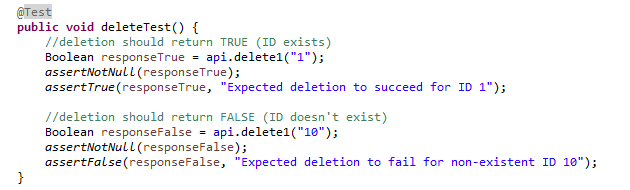 @Test
public void deleteTest() {
//deletion should return TRUE (ID exists)
Boolean responseTrue = api.delete1("1");
assertNotNull(responseTrue);
assertTrue(responseTrue, "Expected deletion to succeed for ID 1");
//deletion should return FALSE (ID doesn't exist)
Boolean responseFalse = api.delete1("10");
assertNotNull(responseFalse);
assertFalse(responseFalse, "Expected deletion to fail for non-existent ID 10");
}